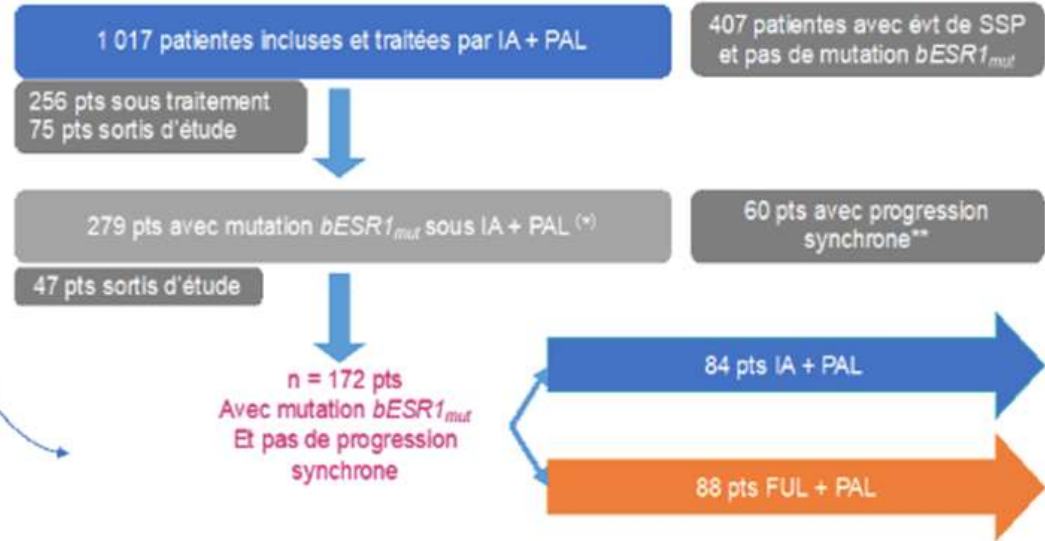 1 017 patientes incluses et traitées par IA + PAL
407 patientes avec évt de SSP
et pas de mutation bESR1mut
256 pts sous traitement
75 pts sortis d'étude
279 pts avec mutation bESR1mut sous IA + PAL (*)
60 pts avec progression
synchrone**
47 pts sortis d'étude
n = 172 pts
Avec mutation bESR1mut
Et pas de progression
synchrone
84 pts IA + PAL
88 pts FUL + PAL